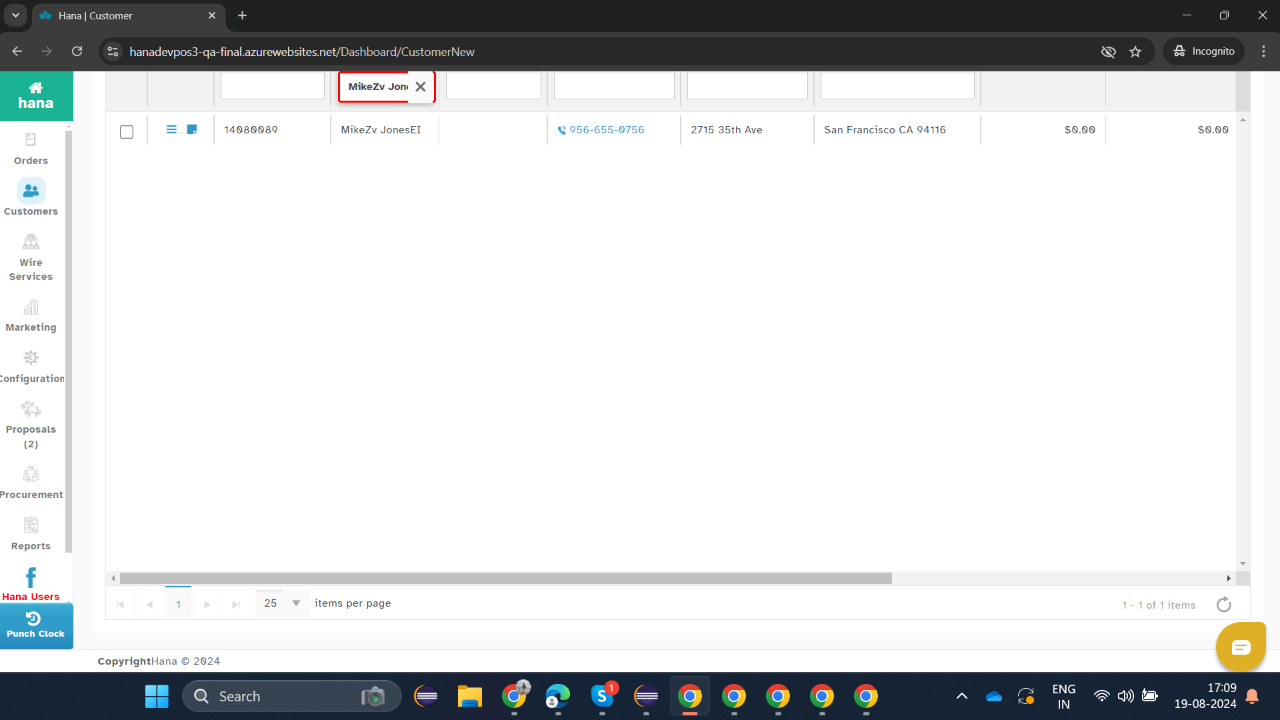 Hana | Customer
hanadevpos3-qa-final.azurewebsites.net/Dashboard/CustomerNew
Incognito
hana
MikeZv Jon
14080089
MikeZv JonesEI
956-655-0756
2715 35th Ave
San Francisco CA 94116
$0.00
$0.00
Orders
Customers
Wire
Services
Marketing
Configuration
Proposals
(2)
Procurement
Reports
Hana Users
Punch Clock
1
25
items per page
1 - 1 of 1 items
CopyrightHana © 2024
Search
1
ENG
IN
17:09
19-08-2024